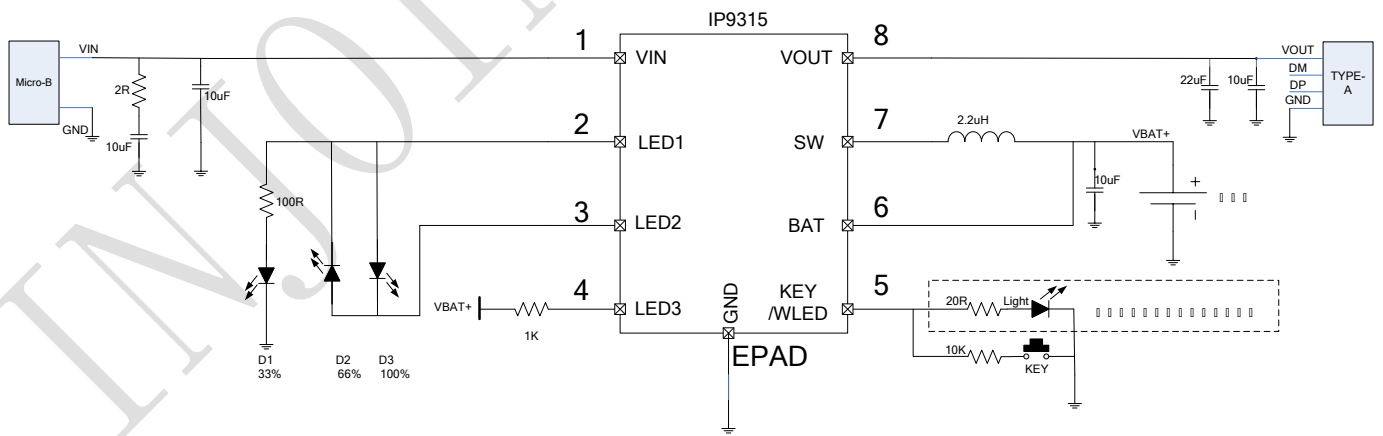 IP9315
Micro-B
VIN
GND
2R
10uF
10uF
1
VIN
2
LED1
3
LED2
4
LED3
100R
D1
33%
D2
66%
D3
100%
VBAT+
1K
GND
EPAD
8
VOUT
7
SW
6
BAT
5
KEY
/WLED
2.2uH
VBAT+
10uF
+
22uF
10uF
VOUT
DM
DP
GND
TYPE-
A
20R
Light
10K
KEY